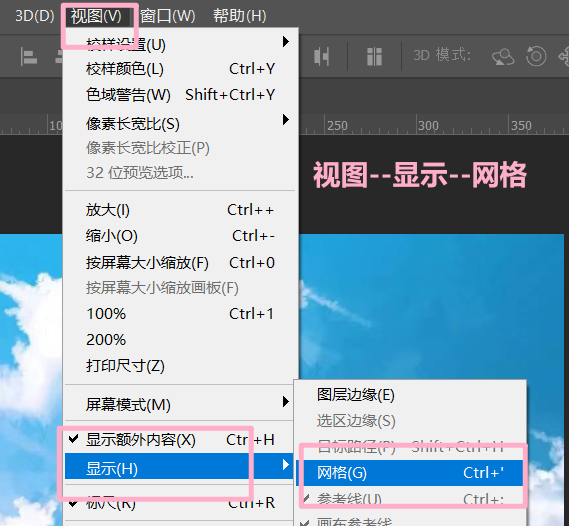 3D(D) 视图(V) 窗口(W) 帮助(H)
校样设置(U)
校样颜色(L) Ctrl+Y
色域警告(W) Shift+Ctrl+Y
3D 模式:
像素长宽比(S)
像素长宽比校正(P)
32 位预览选项...
250 300 350
视图--显示--网格
放大(I) Ctrl++
缩小(O) Ctrl+-
按屏幕大小缩放(F) Ctrl+0
按屏幕大小缩放画板(F)
100% Ctrl+1
200%
打印尺寸(Z)
屏幕模式(M)
显示额外内容(X) Ctrl+H
显示(H)
标尺(R) Ctrl+R
图层边缘(E)
选区边缘(S)
目标路径(P) Shift+Ctrl+H
网格(G) Ctrl+'
参考线(U) Ctrl+;
画布参考线